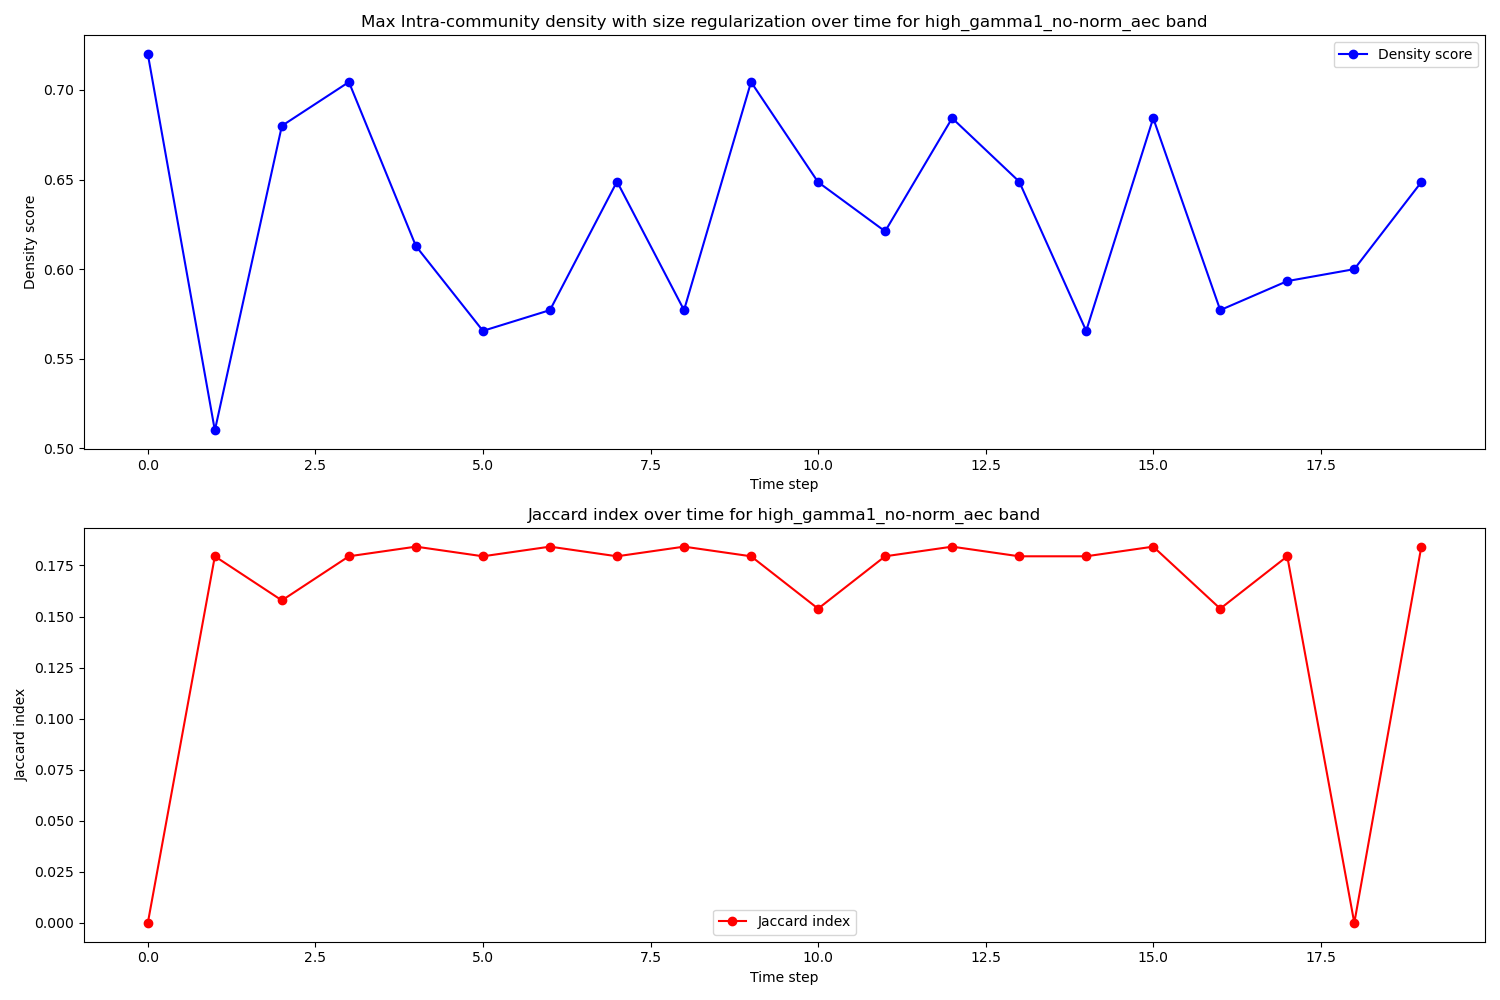 Max Intra-community density with size regularization over time for high_gamma1_no-norm_aec band
Density score
0.70
0.65
0.60
0.55
0.50
Density score
0.0 2.5 5.0 7.5 10.0 12.5 15.0 17.5
Time step
Jaccard index over time for high_gamma1_no-norm_aec band
0.175
0.150
0.125
0.100
0.075
0.050
0.025
0.000
Jaccard index
Jaccard index
0.0 2.5 5.0 7.5 10.0 12.5 15.0 17.5
Time step